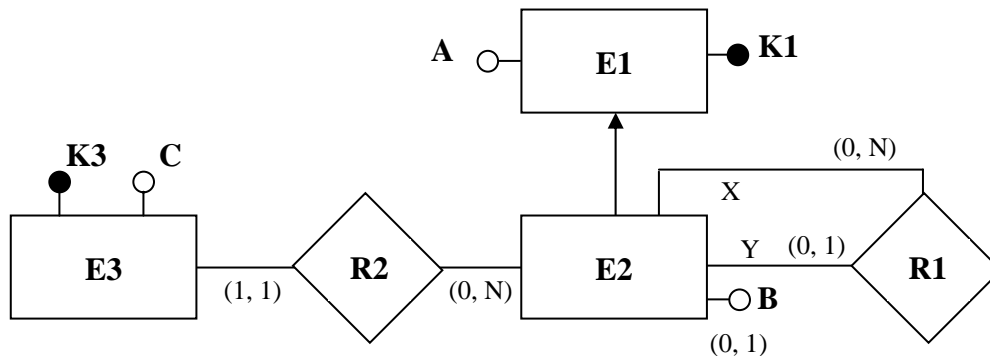 A
E1
K1
K3
C
(0, N)
X
E3
R2
E2
Y
(0, 1)
R1
(1, 1)
(0, N)
B
(0, 1)